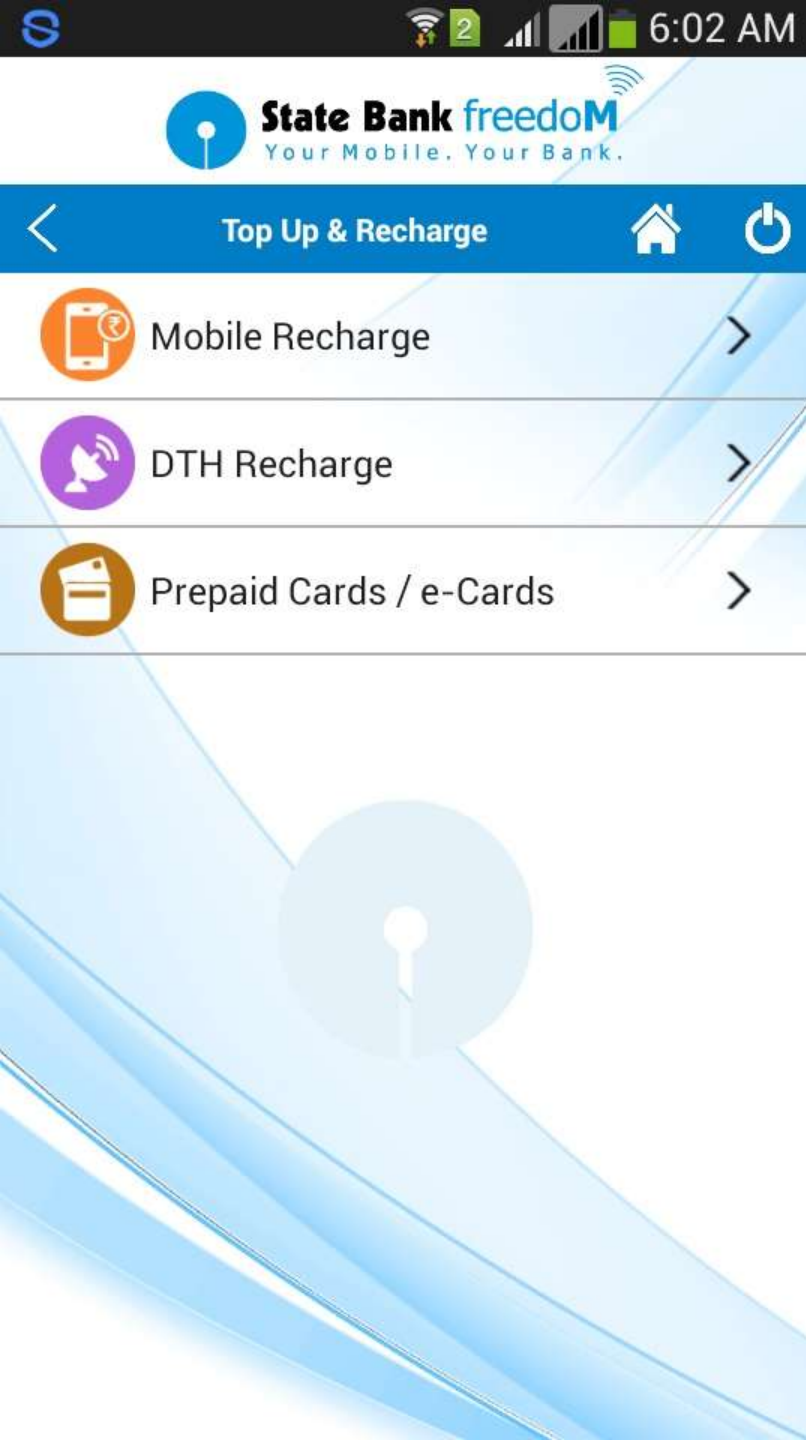 2 6:02 AM
State Bank freedoM
Your Mobile. Your Bank.
Top Up & Recharge
Mobile Recharge
DTH Recharge
Prepaid Cards / e-Cards